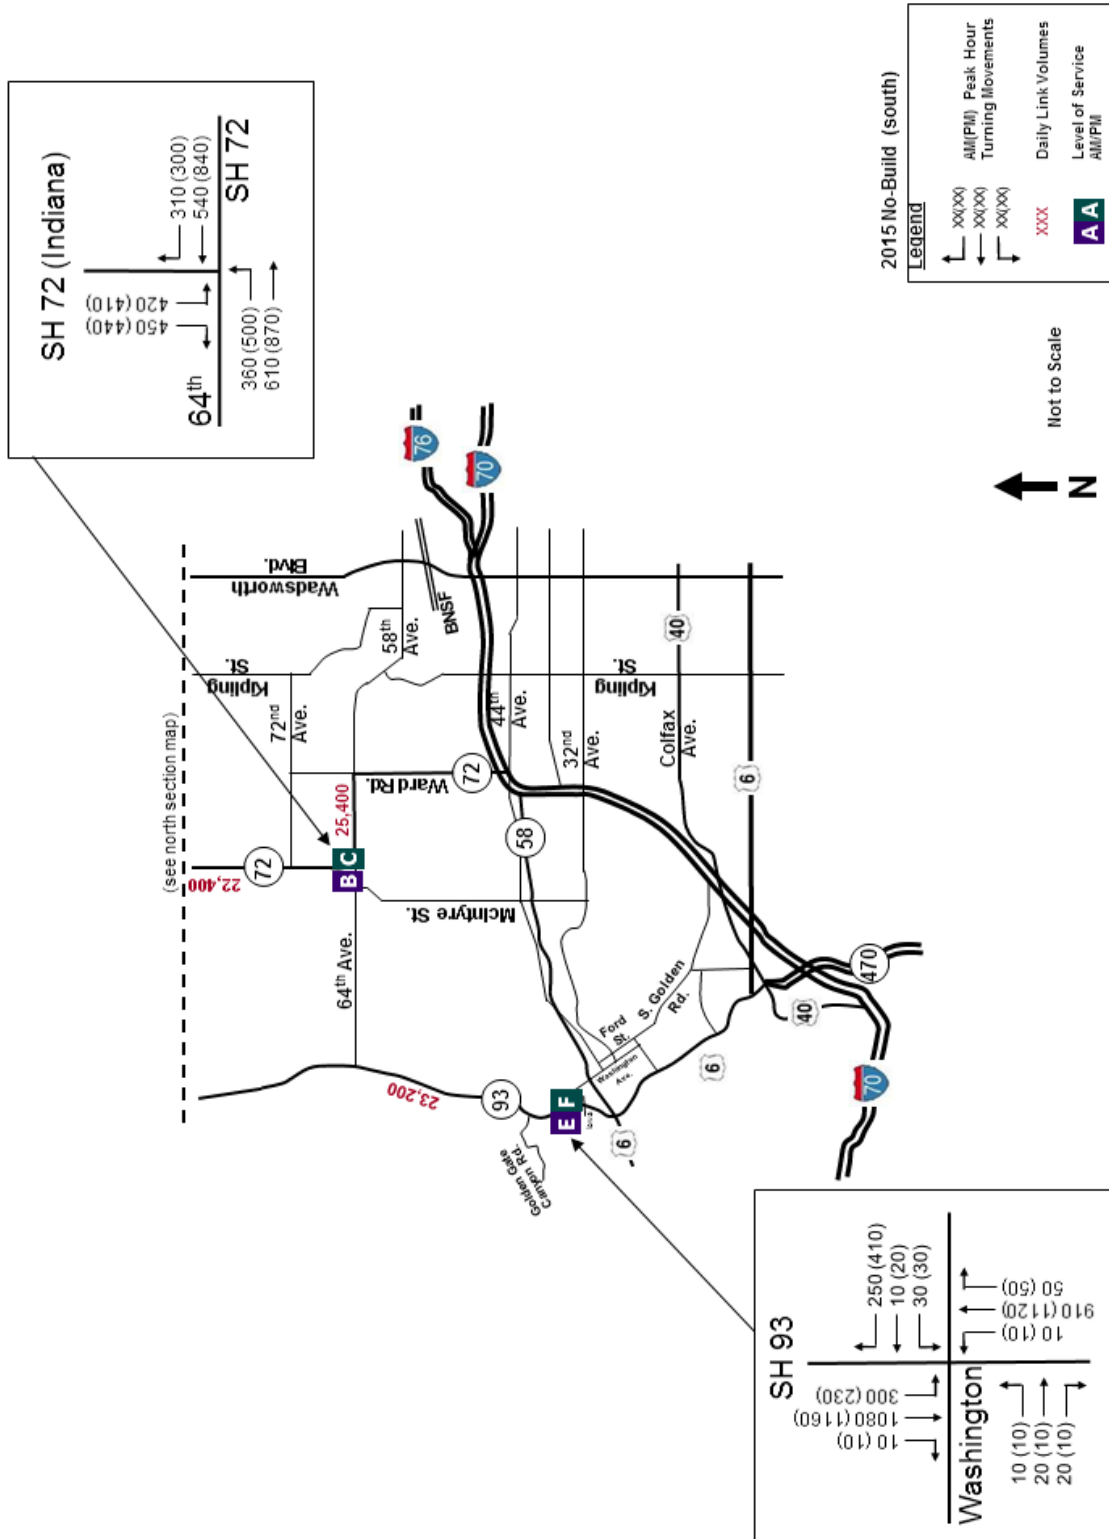 SH 72 (Indiana)
450 (440)
420 (410)
310 (300)
540 (840)
64th
SH 72
360 (500)
610 (870)
(see north section map)
22,400
72
72nd
Ave.
Kipling
St.
Wadsworth
Blvd.
58th
Ave.
BNSF
76
70
B C
25,400
Ward Rd.
72
64th Ave.
McIntyre St.
58
44th
Ave.
32nd
Ave.
Kipling
St.
Colfax
Ave.
40
6
23,200
93
Golden Gate
Canyon Rd.
E F
Iowa
Washington
Ave.
Ford
St.
S. Golden
Rd.
6
6
470
40
70
SH 93
10 (10)
1080 (1160)
300 (230)
250 (410)
10 (20)
30 (30)
Washington
10 (10)
20 (10)
20 (10)
10 (10)
910 (1120)
50 (50)
Not to Scale
N
2015 No-Build (south)
Legend
XX(XX)
XX(XX)
XX(XX)
AM(PM) Peak Hour
Turning Movements
XXX
Daily Link Volumes
A A
Level of Service
AM/PM